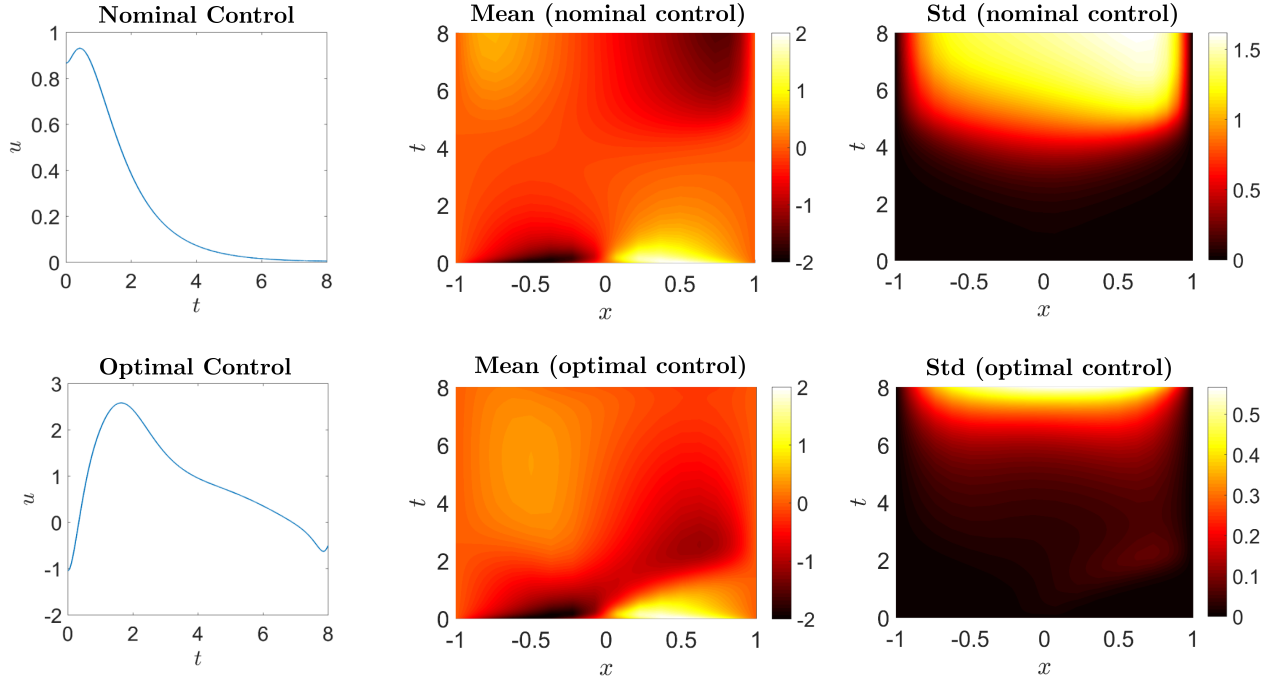 Nominal Control
1
0.8
0.6
0.4
0.2
0
u
0 2 4 6 8
t
Mean (nominal control)
8
6
4
2
0
t
-1 -0.5 0 0.5 1
x
2
1
0
-1
-2
Std (nominal control)
8
6
4
2
0
t
-1 -0.5 0 0.5 1
x
1.5
1
0.5
0
Optimal Control
3
2
1
0
-1
-2
u
0 2 4 6 8
t
Mean (optimal control)
8
6
4
2
0
t
-1 -0.5 0 0.5 1
x
2
1
0
-1
-2
Std (optimal control)
8
6
4
2
0
t
-1 -0.5 0 0.5 1
x
0.5
0.4
0.3
0.2
0.1
0